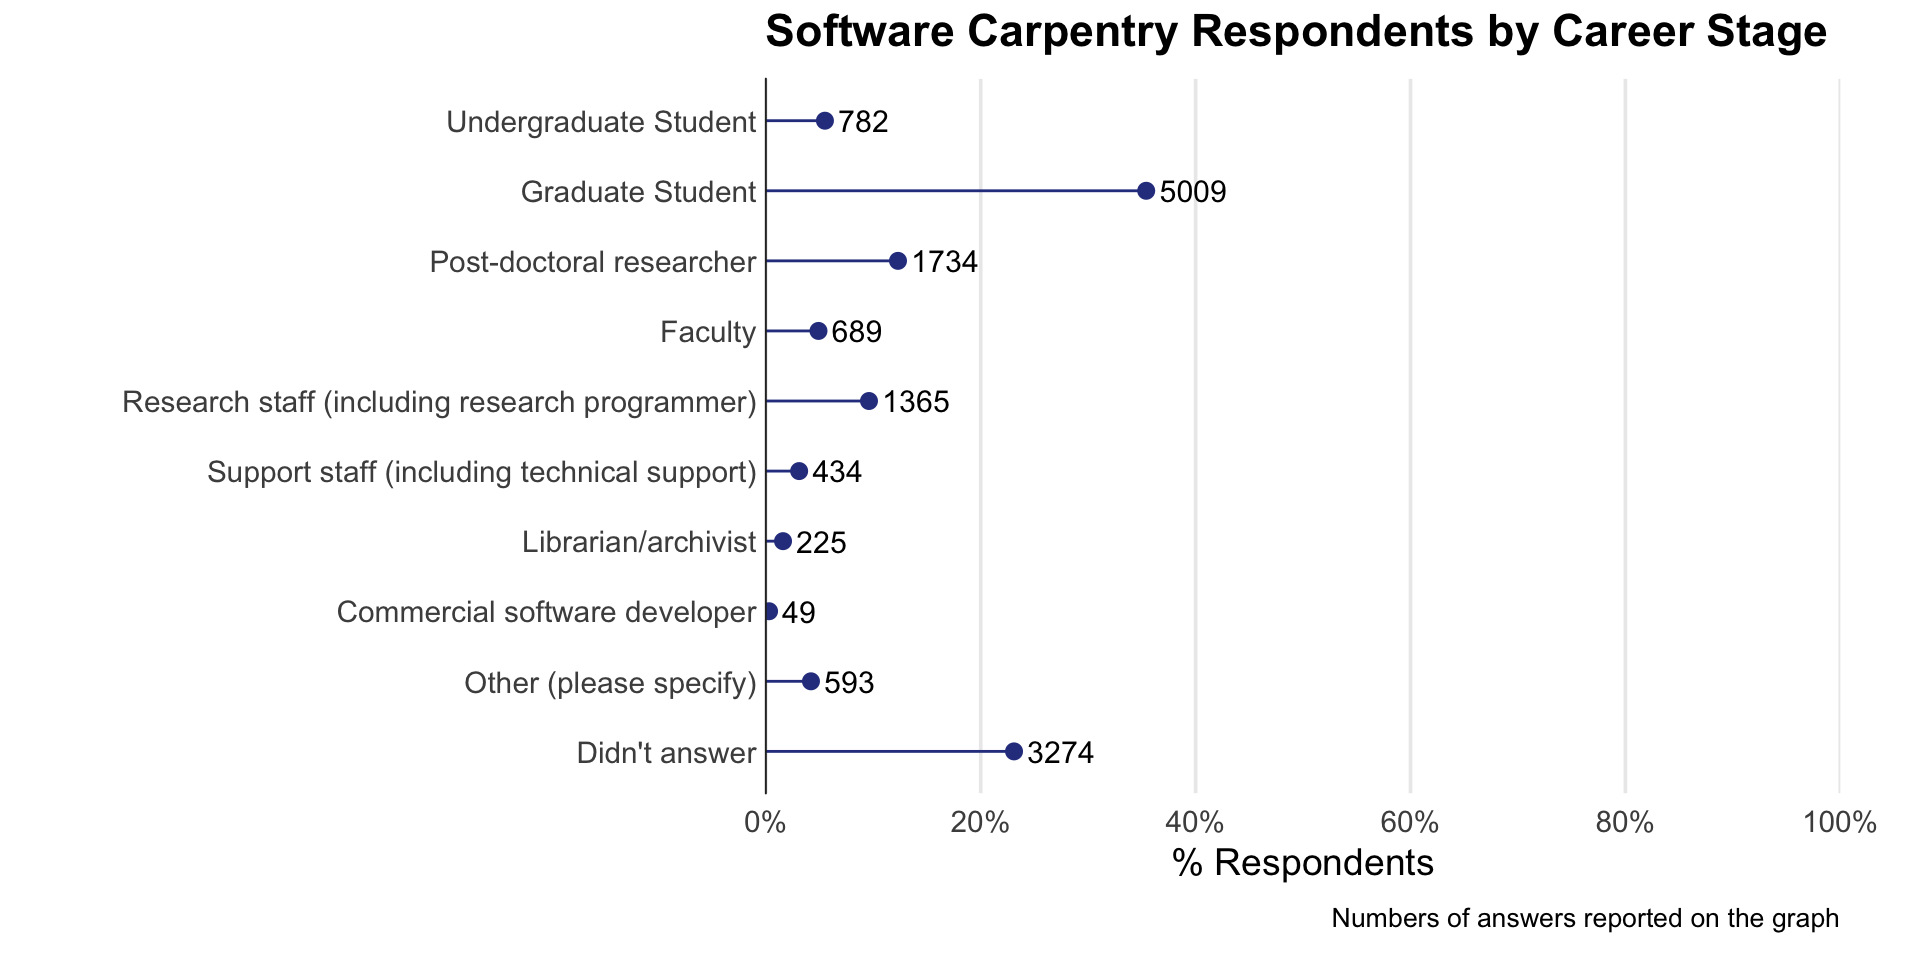 Software Carpentry Respondents by Career Stage
Undergraduate Student 782
Graduate Student 5009
Post-doctoral researcher 1734
Faculty 689
Research staff (including research programmer) 1365
Support staff (including technical support) 434
Librarian/archivist 225
Commercial software developer 49
Other (please specify) 593
Didn't answer 3274
0% 20% 40% 60% 80% 100%
% Respondents
Numbers of answers reported on the graph